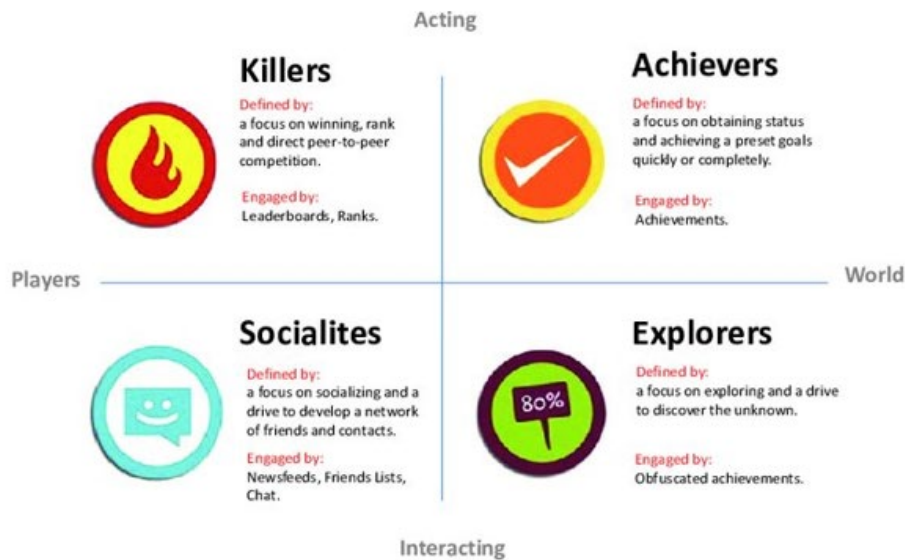 Acting
Killers
Defined by:
a focus on winning, rank
and direct peer-to-peer
competition.
Engaged by:
Leaderboards, Ranks.
Achievers
Defined by:
a focus on obtaining status
and achieving a preset goals
quickly or completely.
Engaged by:
Achievements.
Players
World
Socialites
Defined by:
a focus on socializing and a
drive to develop a network
of friends and contacts.
Engaged by:
Newsfeeds, Friends Lists,
Chat.
80%
Explorers
Defined by:
a focus on exploring and a drive
to discover the unknown.
Engaged by:
Obfuscated achievements.
Interacting